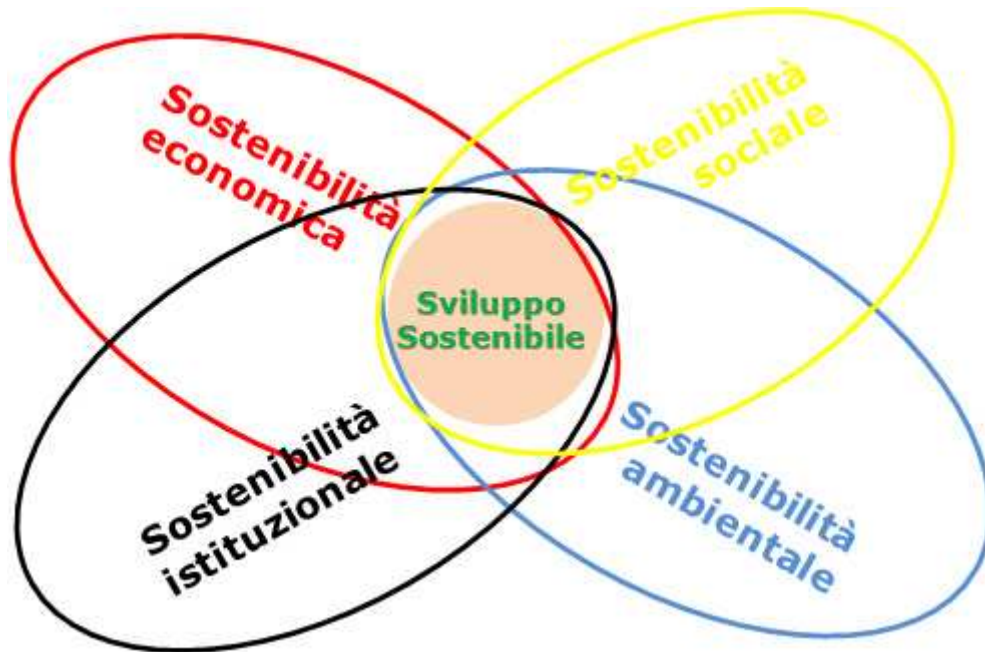 Sostenibilità
economica
Sostenibilità
sociale
Sviluppo
Sostenibile
Sostenibilità
istituzionale
Sostenibilità
ambientale